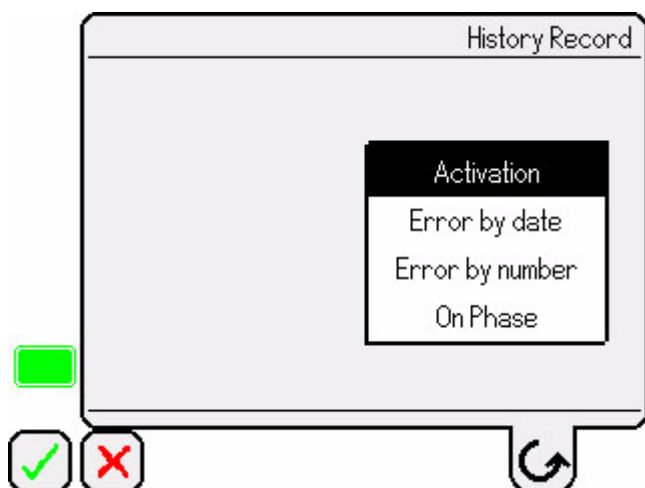 History Record
Activation
Error by date
Error by number
On Phase